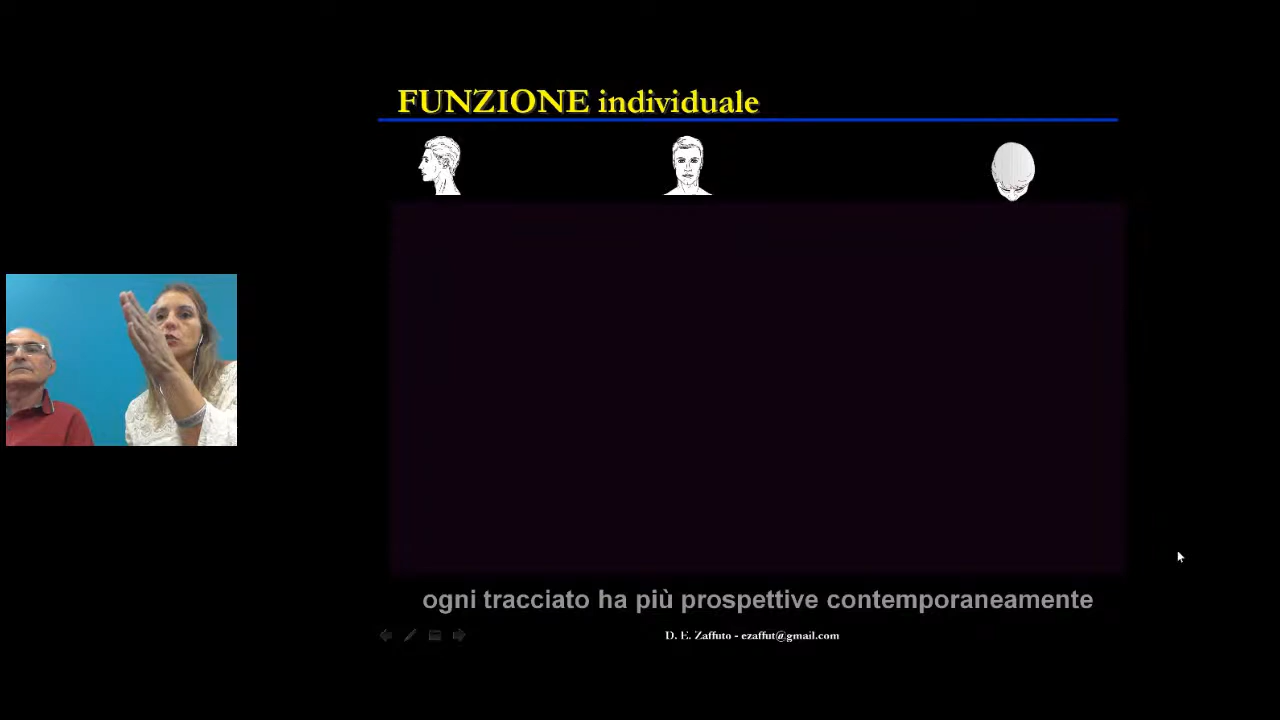 FUNZIONE individuale
ogni tracciato ha più prospettive contemporaneamente
D. E. Zaffuto - ezaffut@gmail.com